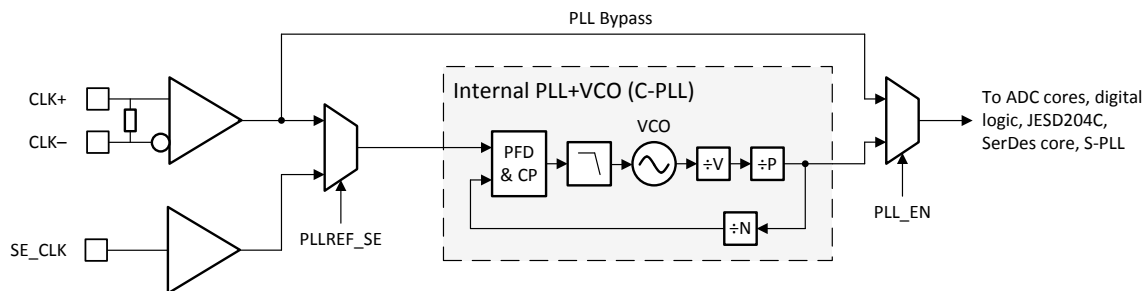 PLL Bypass
CLK+
CLK–
Internal PLL+VCO (C-PLL)
VCO
PFD
& CP
÷V
÷P
÷N
To ADC cores, digital
logic, JESD204C,
SerDes core, S-PLL
PLL_EN
SE_CLK
PLLREF_SE